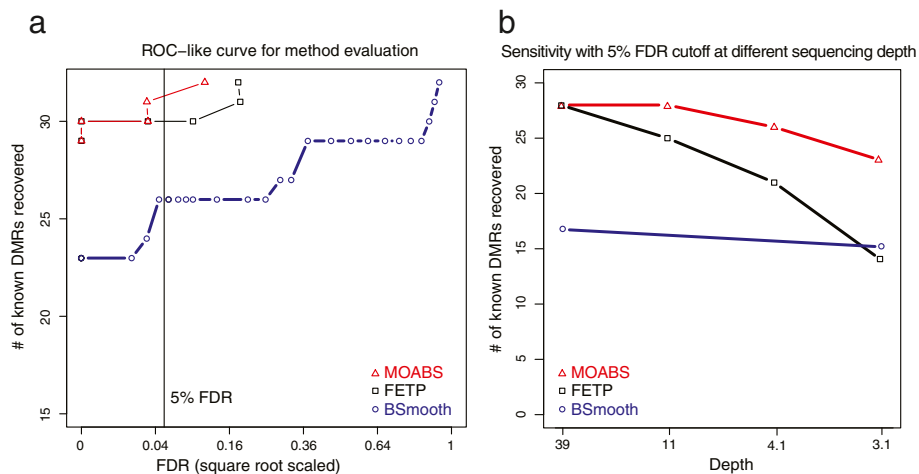 a
ROC–like curve for method evaluation
# of known DMRs recovered
30
25
20
15
MOABS
FETP
BSmooth
5% FDR
0
0.04
0.16
0.36
0.64
1
FDR (square root scaled)
b
Sensitivity with 5% FDR cutoff at different sequencing depth
# of known DMRs recovered
30
25
20
15
10
5
0
MOABS
FETP
BSmooth
39
11
4.1
3.1
Depth